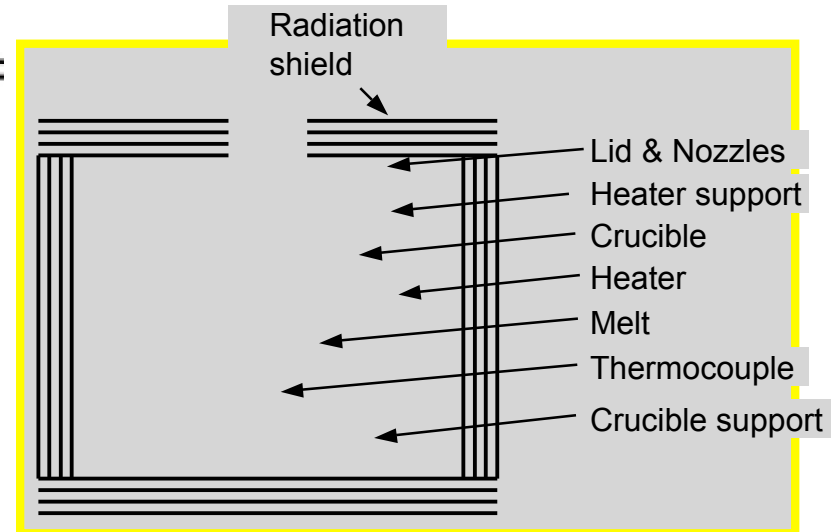 Radiation
shield
Lid & Nozzles
Heater support
Crucible
Heater
Melt
Thermocouple
Crucible support